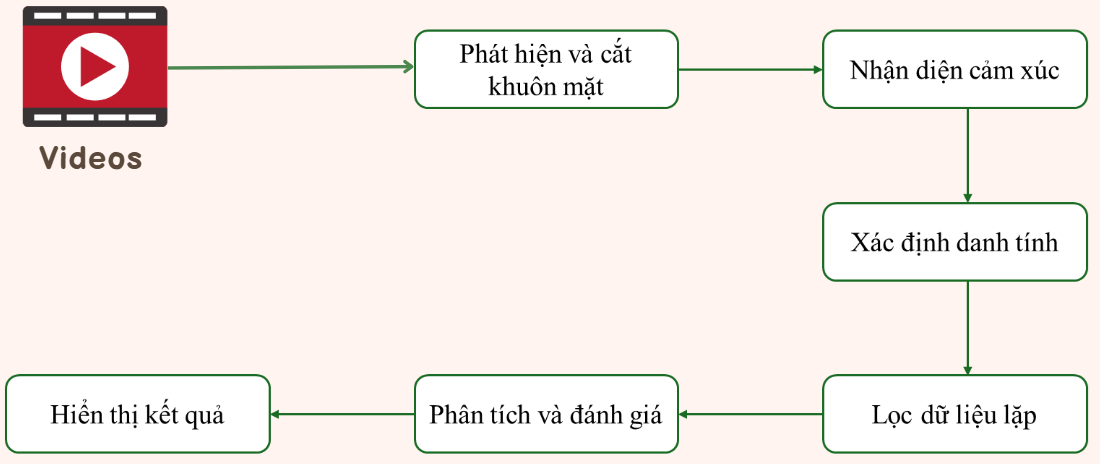 Videos
Phát hiện và cắt
khuôn mặt
Nhận diện cảm xúc
Xác định danh tính
Lọc dữ liệu lặp
Phân tích và đánh giá
Hiển thị kết quả